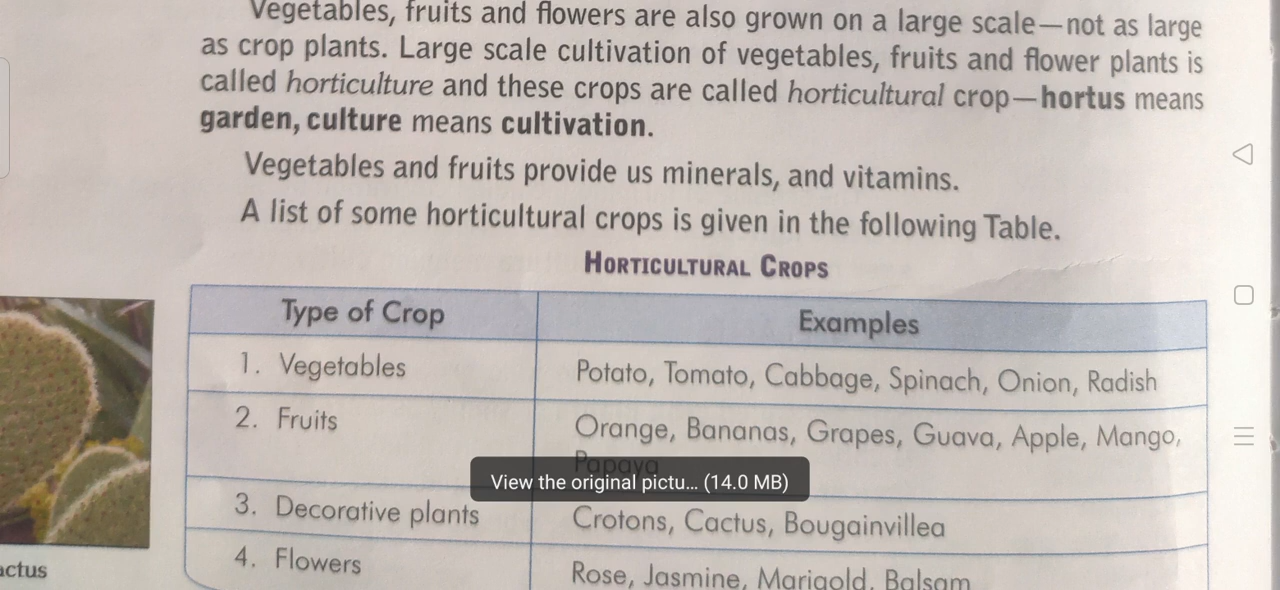 Vegetables, fruits and flowers are also grown on a large scale—not as large
as crop plants. Large scale cultivation of vegetables, fruits and flower plants is
called horticulture and these crops are called horticultural crop—hortus means
garden, culture means cultivation.
Vegetables and fruits provide us minerals, and vitamins.
A list of some horticultural crops is given in the following Table.
HORTICULTURAL CROPS
Type of Crop Examples
1. Vegetables Potato, Tomato, Cabbage, Spinach, Onion, Radish
2. Fruits Orange, Bananas, Grapes, Guava, Apple, Mango,
Papaya
View the original pictu... (14.0 MB)
3. Decorative plants Crotons, Cactus, Bougainvillea
4. Flowers Rose, Jasmine, Marigold, Balsam
actus